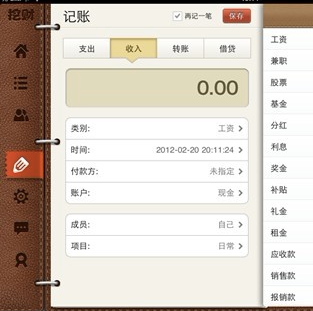 挖财
记账
再记一笔
保存
支出
收入
转账
借贷
0.00
类别: 工资
时间: 2012-02-20 20:11:24
付款方: 未指定
账户: 现金
成员: 自己
项目: 日常
工资
兼职
股票
基金
分红
利息
奖金
补贴
礼金
租金
应收款
销售款
报销款